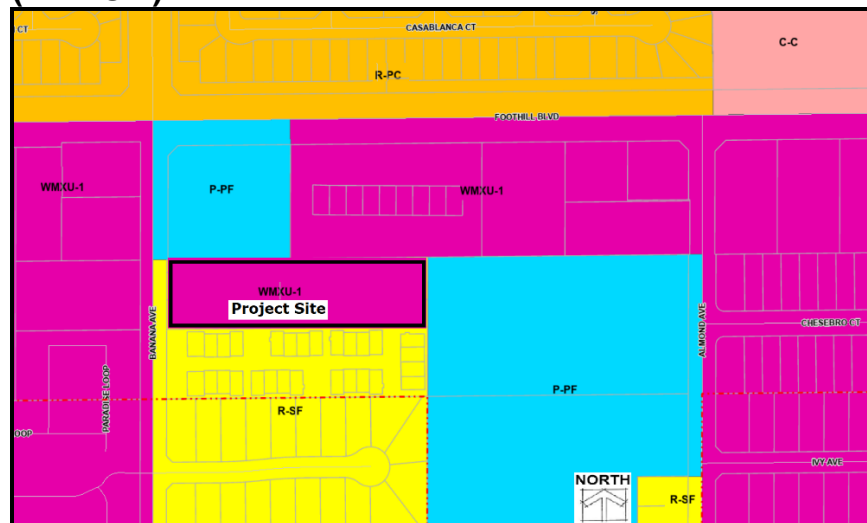 CT
CASABLANCA CT
C-C
R-PC
FOOTHILL BLVD
WMXU-1
P-PF
WMXU-1
WMXU-1
Project Site
BANANA AVE
ALMOND AVE
CHESEBRO CT
PARADISE LOOP
P-PF
R-SF
OOP
IVY AVE
NORTH
R-SF